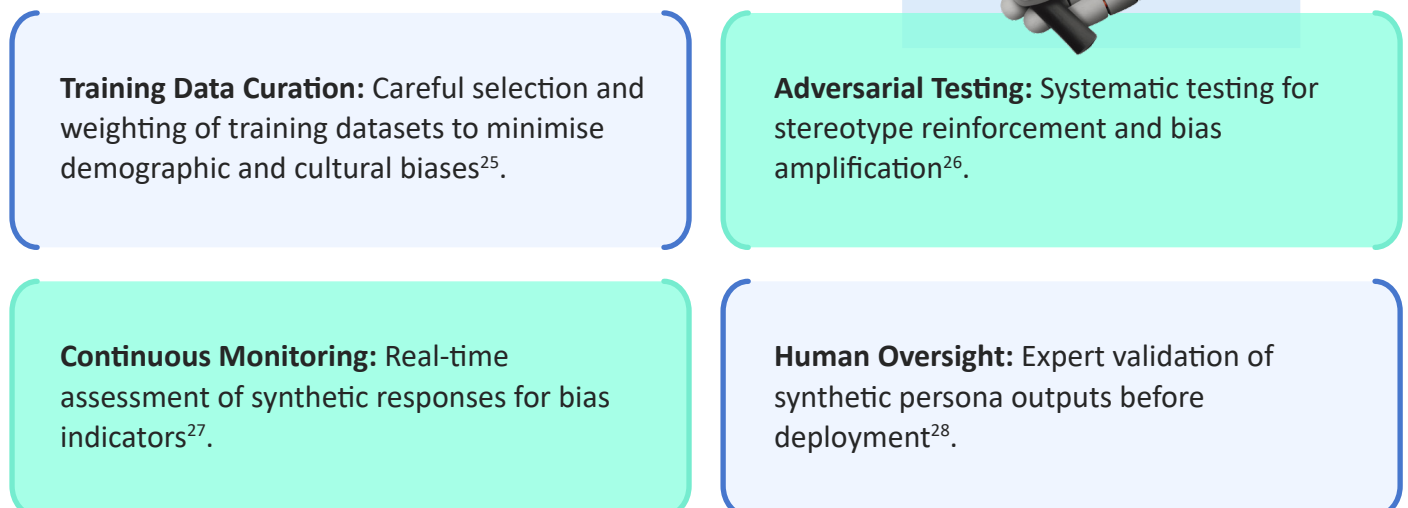 Training Data Curation: Careful selection and
weighting of training datasets to minimise
demographic and cultural biases²⁵.
Adversarial Testing: Systematic testing for
stereotype reinforcement and bias
amplification²⁶.
Continuous Monitoring: Real-time
assessment of synthetic responses for bias
indicators²⁷.
Human Oversight: Expert validation of
synthetic persona outputs before
deployment²⁸.